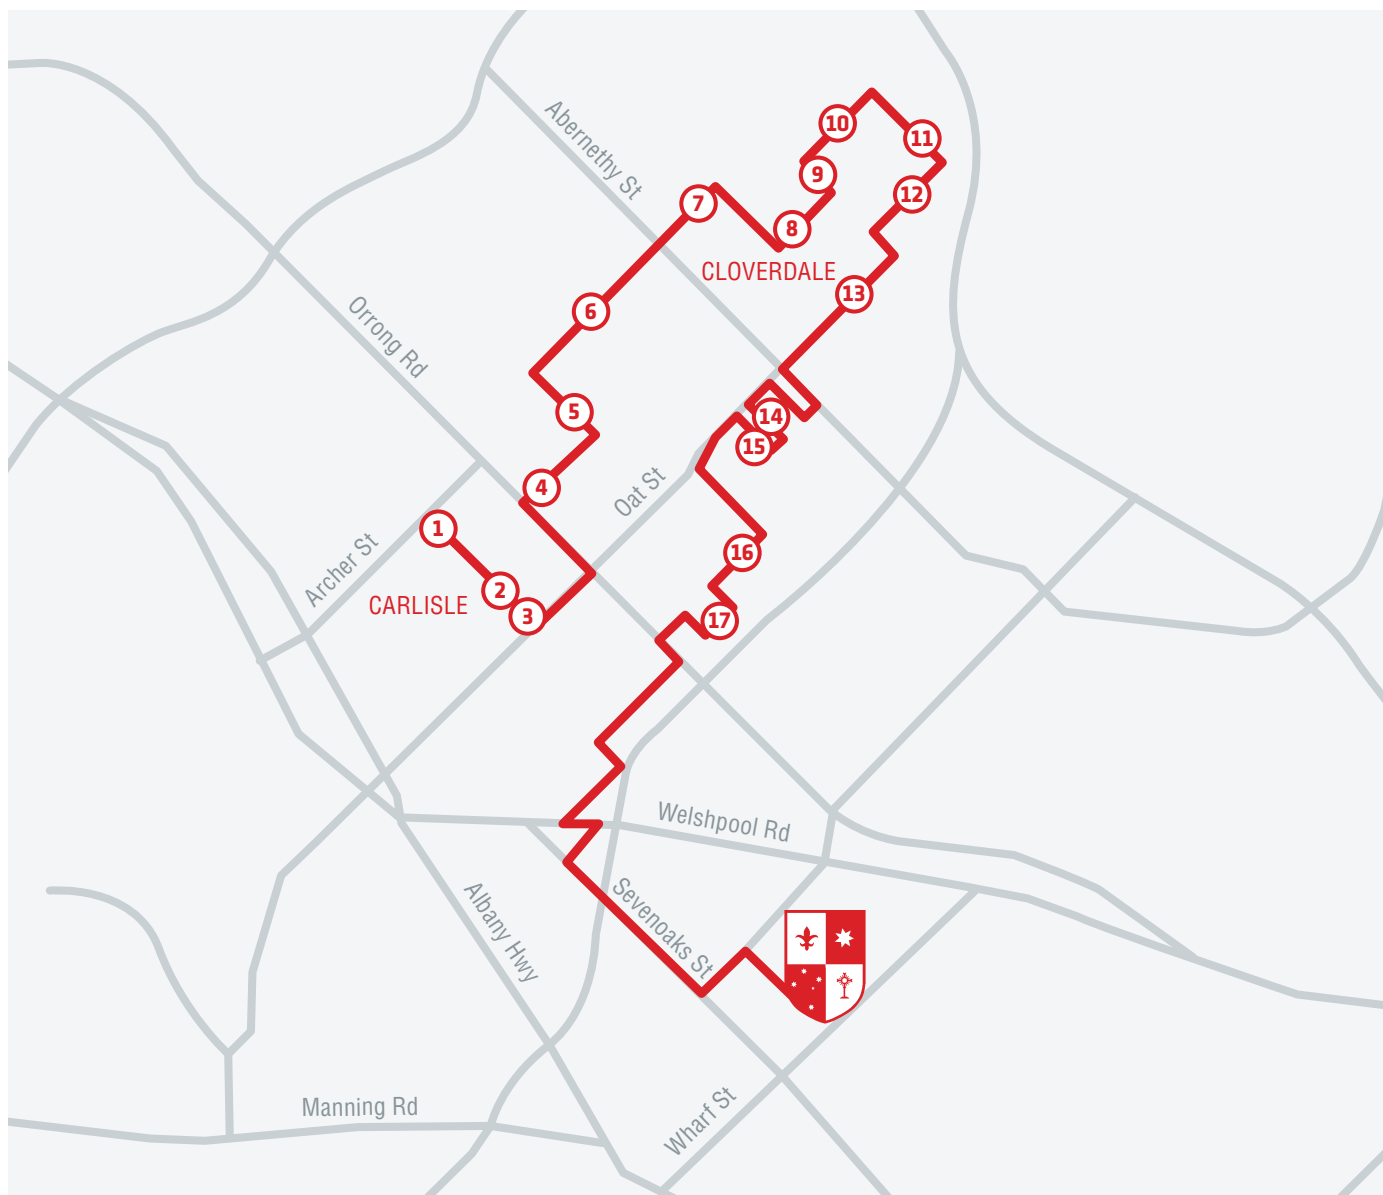 10
11
Abernethy St
9
12
7
8
CLOVERDALE
13
6
Orrong Rd
5
14
15
4
Oat St
1
Archer St
16
2
CARLISLE
3
17
Welshpool Rd
Sevenoaks St
Albany Hwy
Manning Rd
Wharf St